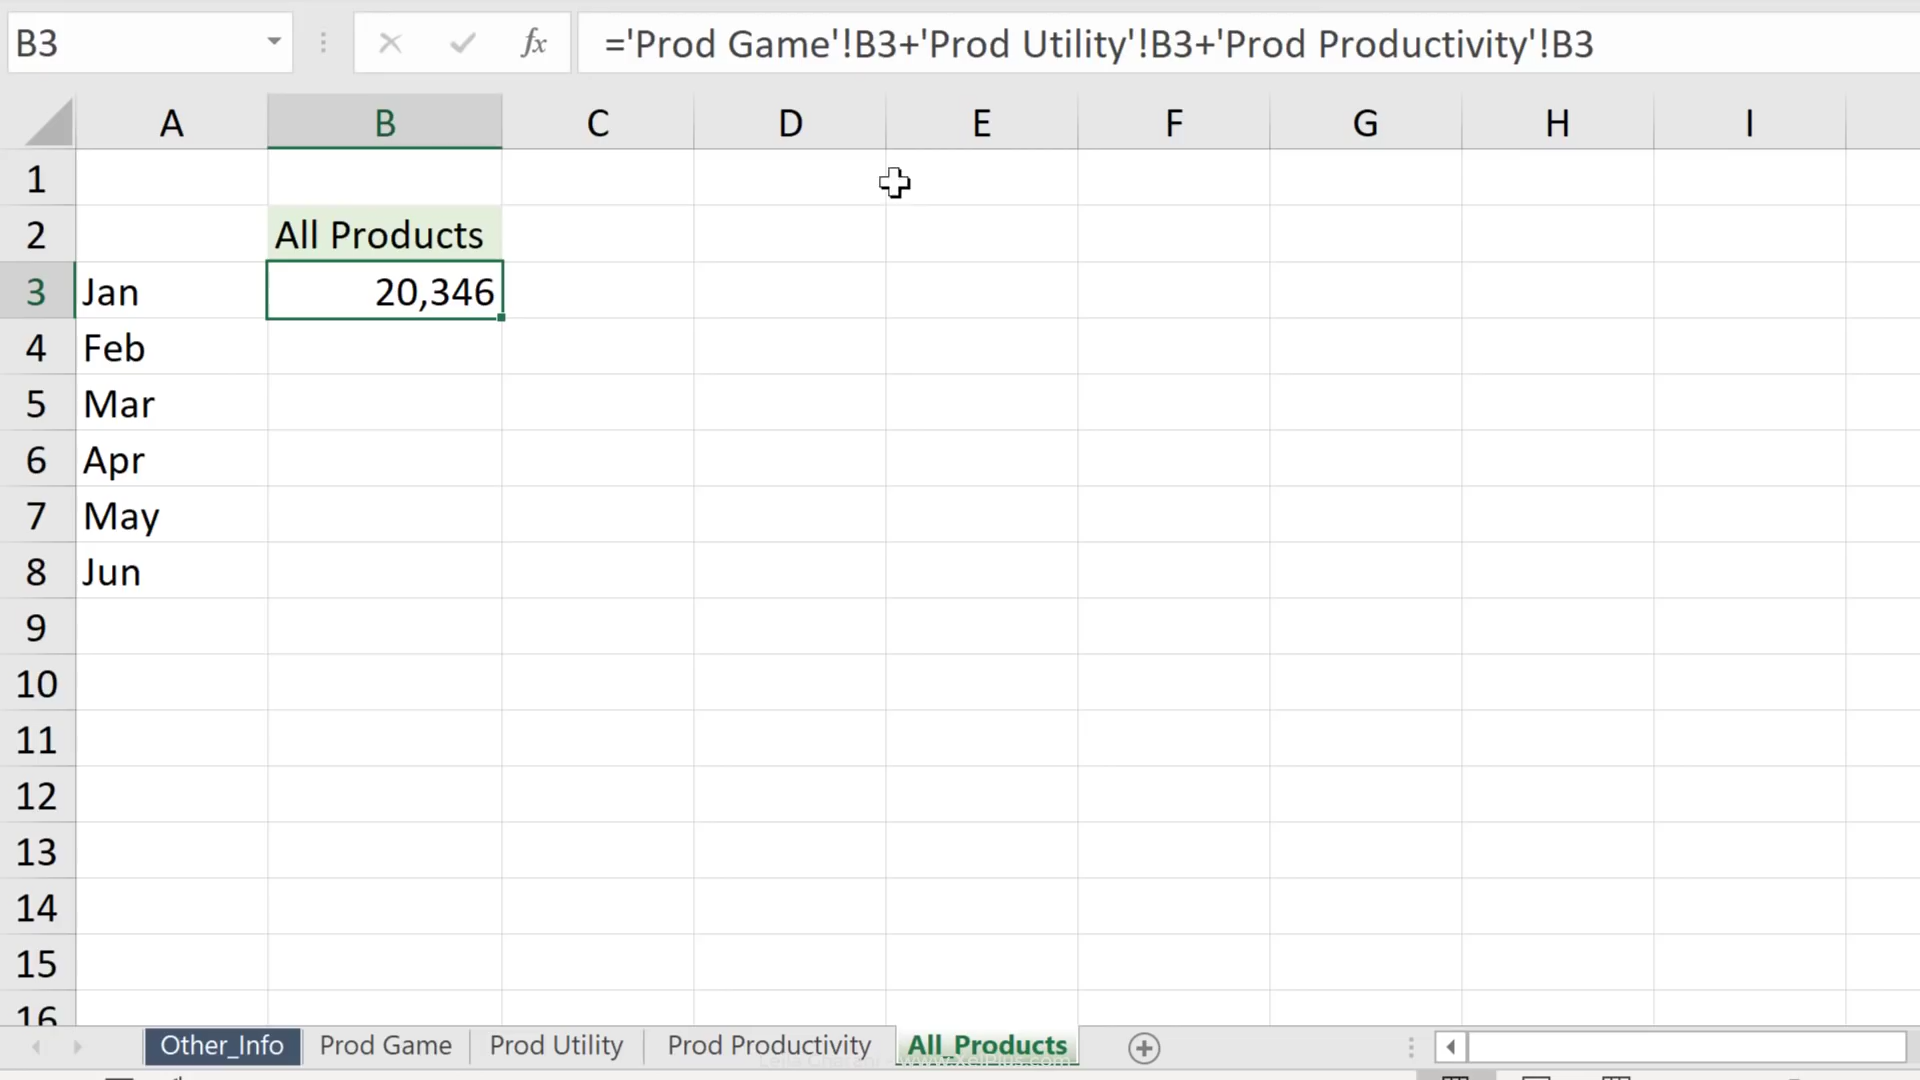 B3 fx ='Prod Game'!B3+'Prod Utility'!B3+'Prod Productivity'!B3
A B C D E F G H I
1
2 All Products
3 Jan 20,346
4 Feb
5 Mar
6 Apr
7 May
8 Jun
9
10
11
12
13
14
15
16
Other_Info Prod Game Prod Utility Prod Productivity All_Products